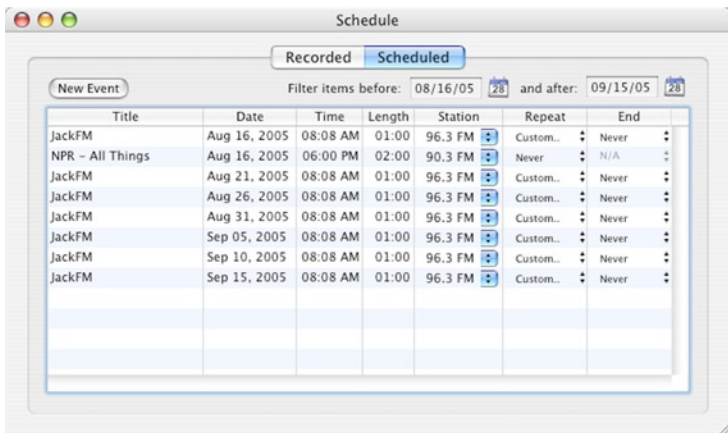 Schedule
Recorded Scheduled
New Event Filter items before: 08/16/05 28 and after: 09/15/05 28
Title Date Time Length Station Repeat End
JackFM Aug 16, 2005 08:08 AM 01:00 96.3 FM Custom.. Never
NPR - All Things Aug 16, 2005 06:00 PM 02:00 90.3 FM Never N/A
JackFM Aug 21, 2005 08:08 AM 01:00 96.3 FM Custom.. Never
JackFM Aug 26, 2005 08:08 AM 01:00 96.3 FM Custom.. Never
JackFM Aug 31, 2005 08:08 AM 01:00 96.3 FM Custom.. Never
JackFM Sep 05, 2005 08:08 AM 01:00 96.3 FM Custom.. Never
JackFM Sep 10, 2005 08:08 AM 01:00 96.3 FM Custom.. Never
JackFM Sep 15, 2005 08:08 AM 01:00 96.3 FM Custom.. Never